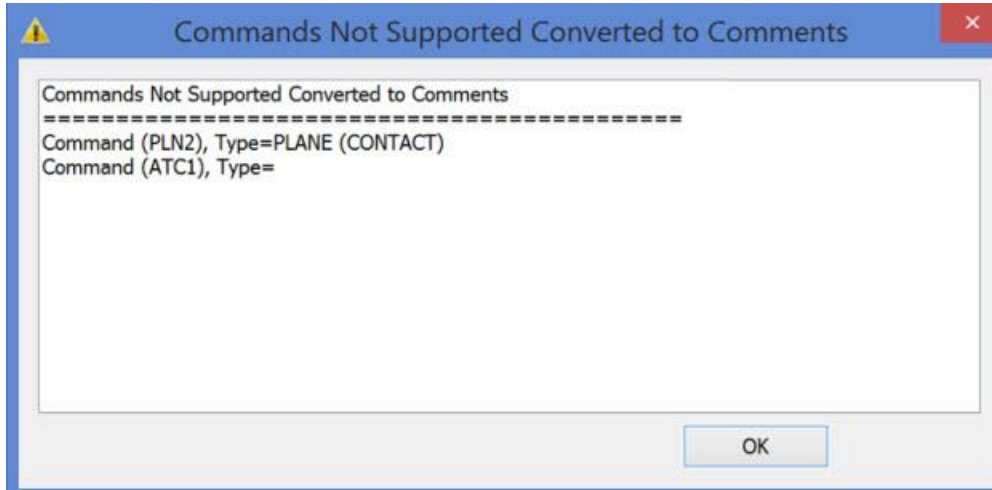 Commands Not Supported Converted to Comments
Commands Not Supported Converted to Comments
==============================================
Command (PLN2), Type=PLANE (CONTACT)
Command (ATC1), Type=
OK